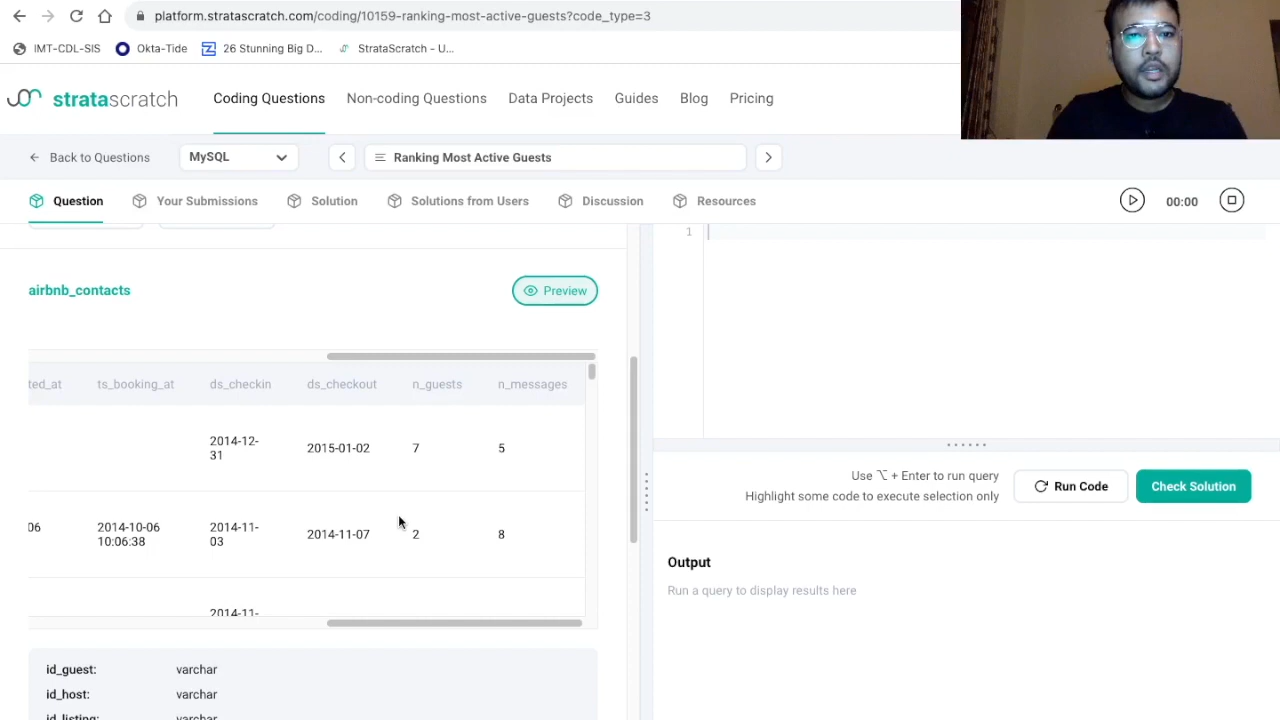 platform.stratascratch.com/coding/10159-ranking-most-active-guests?code_type=3
IMT-CDL-SIS Okta-Tide 26 Stunning Big D... StrataScratch - U...
stratascratch Coding Questions Non-coding Questions Data Projects Guides Blog Pricing
Back to Questions MySQL Ranking Most Active Guests
Question Your Submissions Solution Solutions from Users Discussion Resources 00:00
1
airbnb_contacts Preview
ted_at ts_booking_at ds_checkin ds_checkout n_guests n_messages
2014-12-
31 2015-01-02 7 5
06 2014-10-06
10:06:38 2014-11-
03 2014-11-07 2 8
2014-11-
id_guest: varchar
id_host: varchar
id_listing: varchar
Use ⌥ + Enter to run query
Highlight some code to execute selection only
Run Code Check Solution
Output
Run a query to display results here